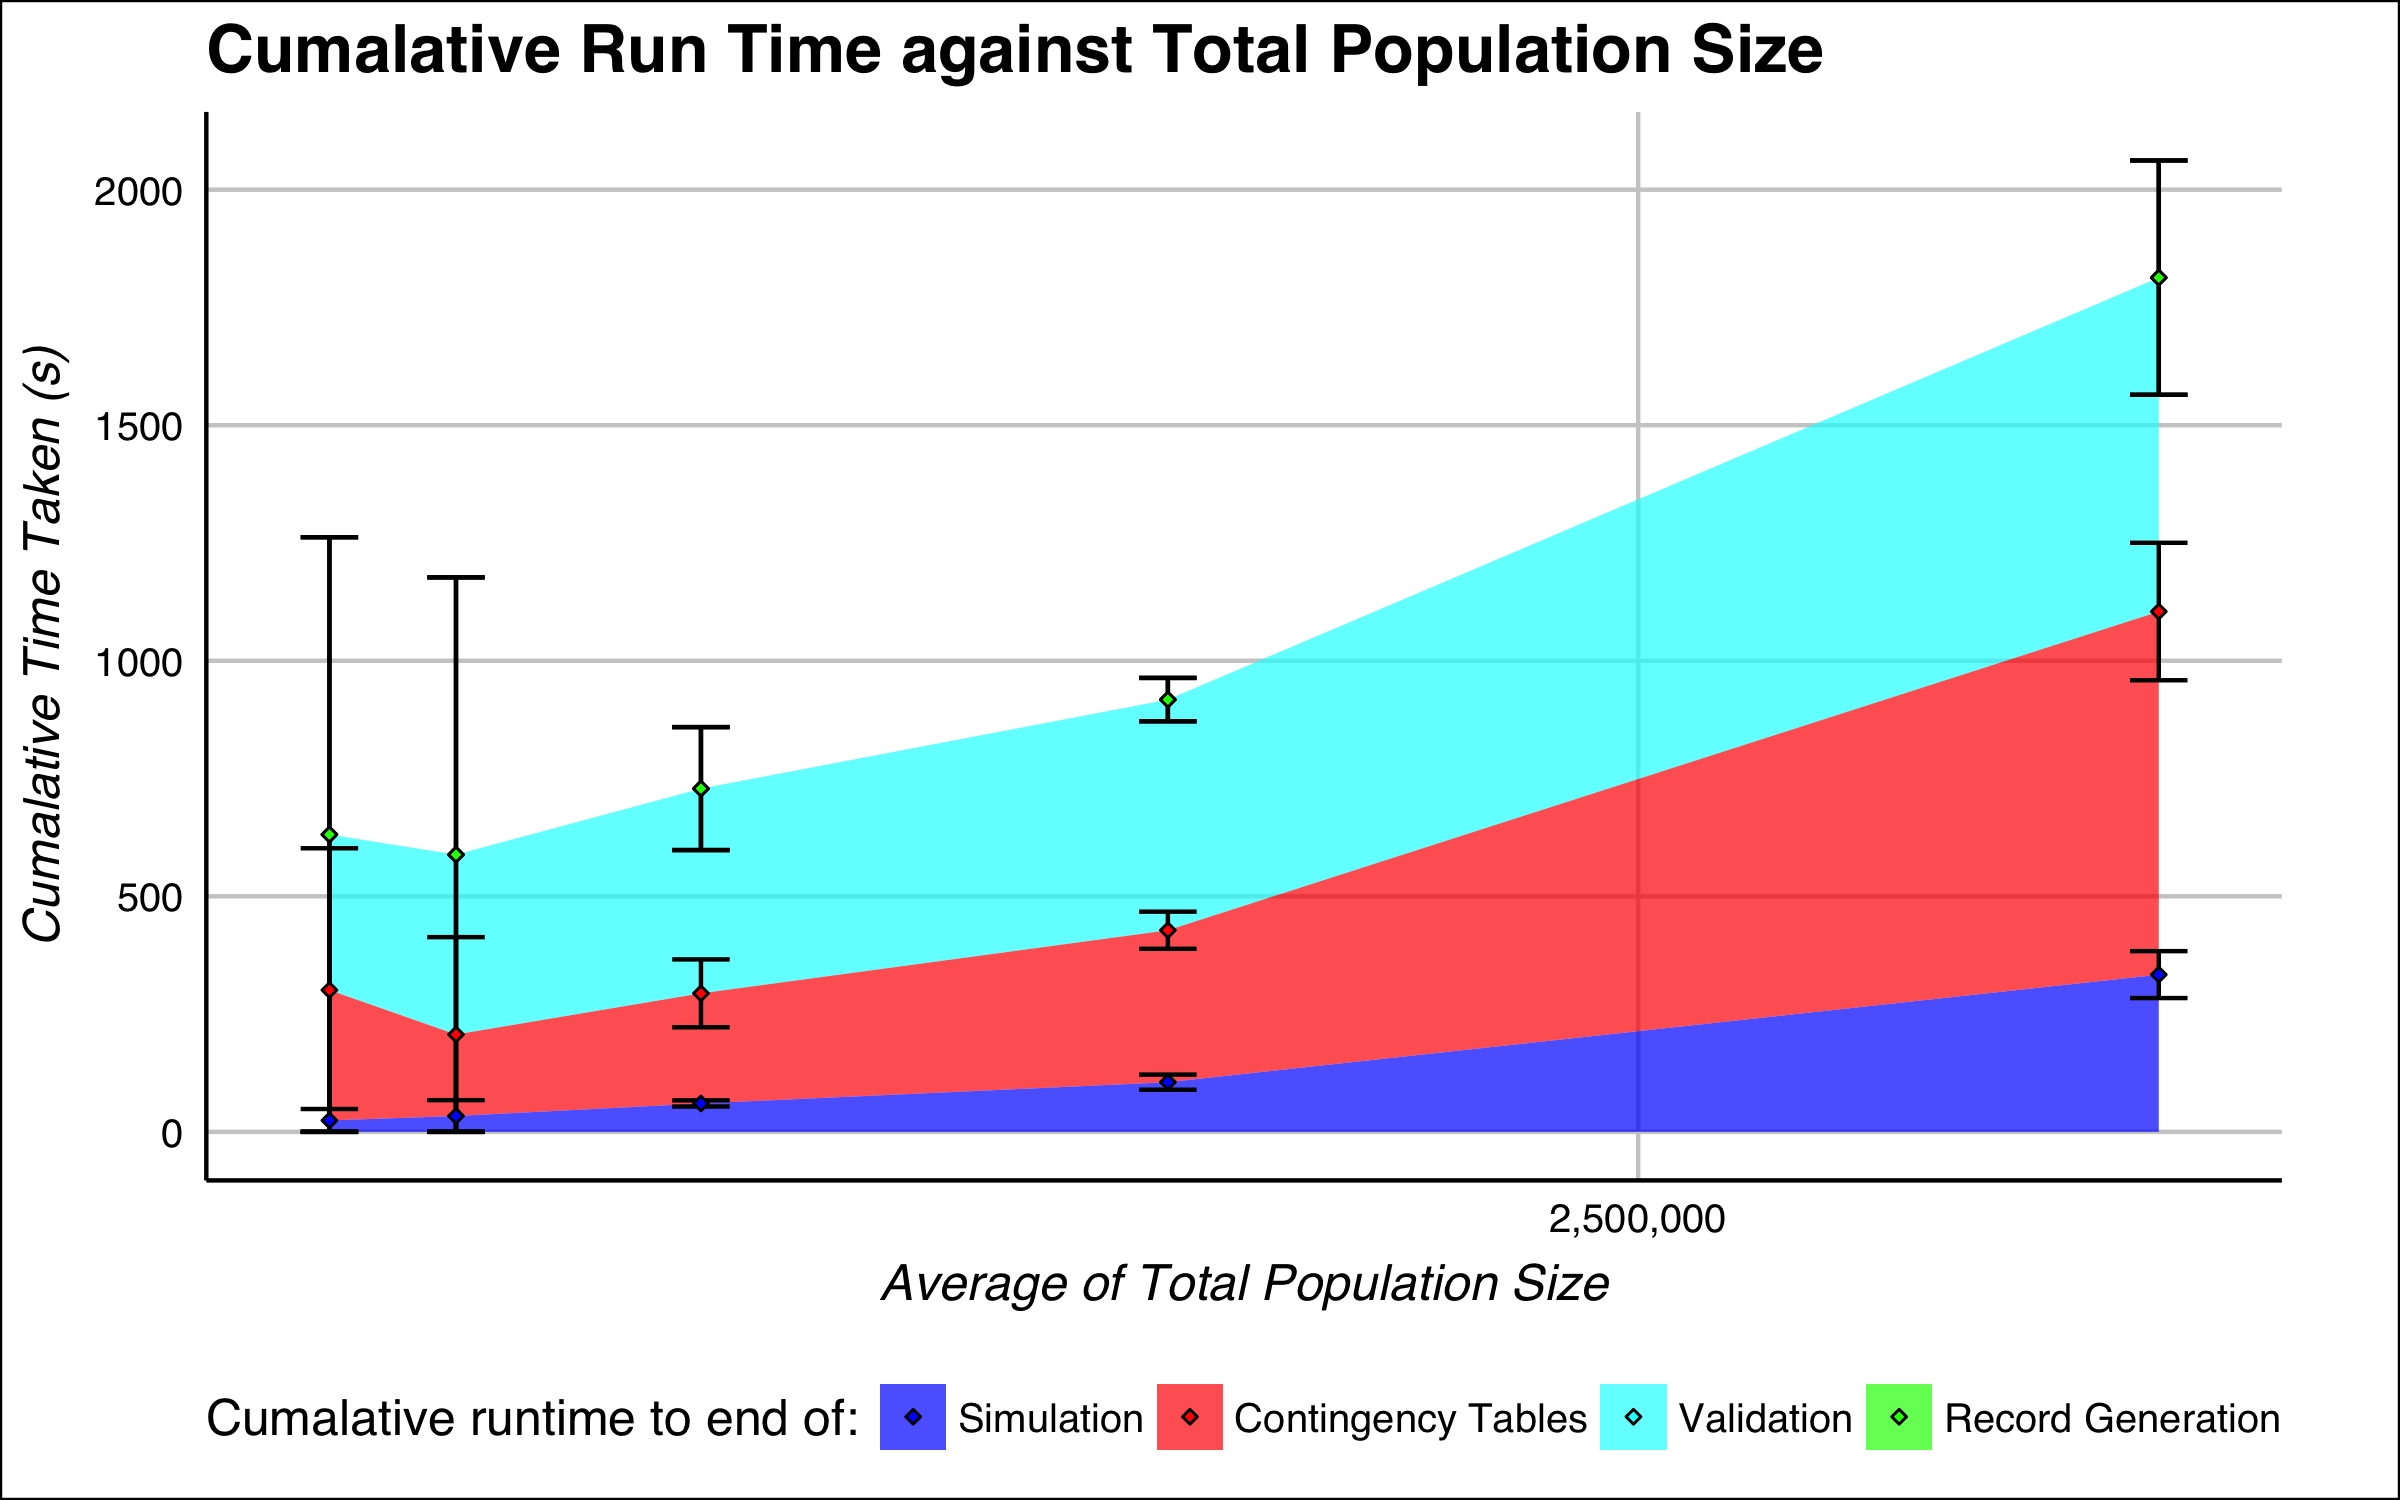 Cumalative Run Time against Total Population Size
Cumalative Time Taken (s)
2000
1500
1000
500
0
2,500,000
Average of Total Population Size
Cumalative runtime to end of: Simulation Contingency Tables Validation Record Generation